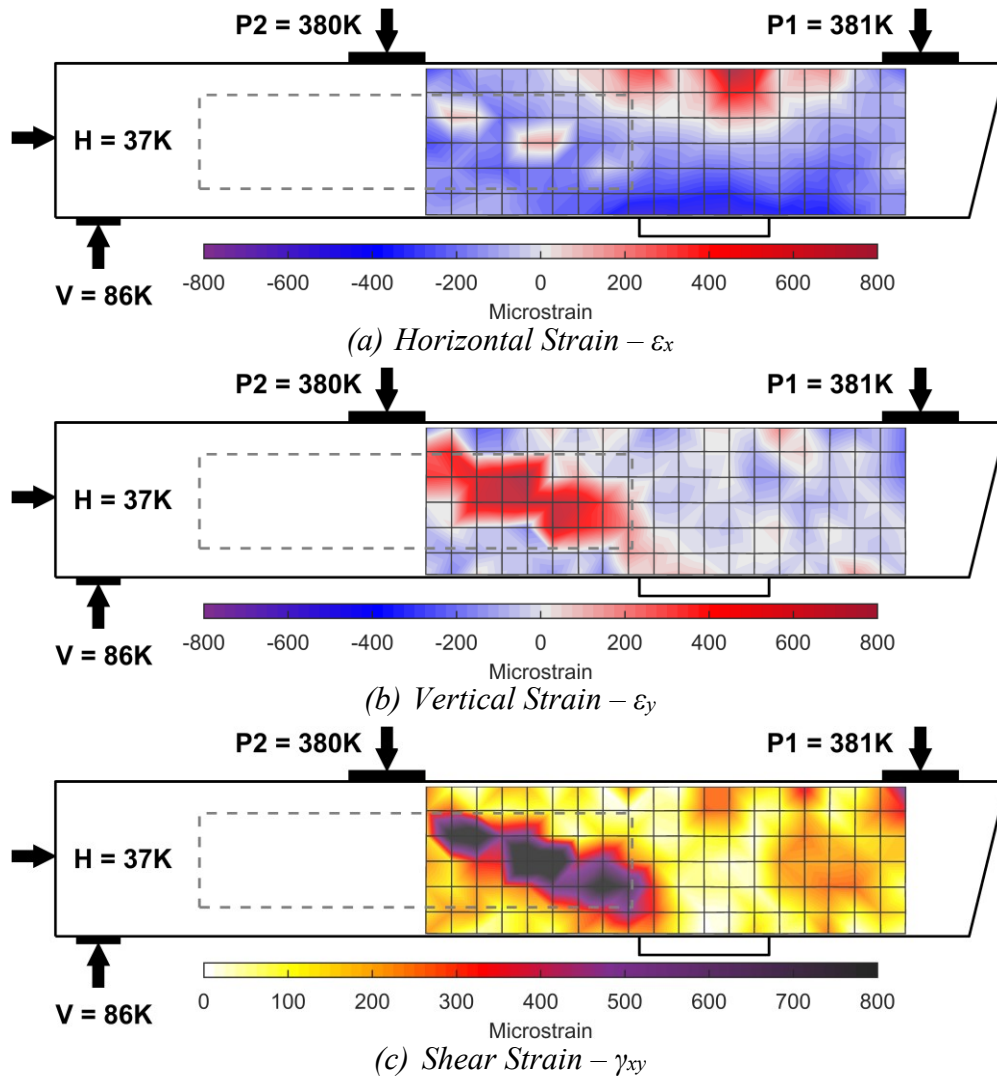 P2 = 380K P1 = 381K
H = 37K
V = 86K
-800 -600 -400 -200 0 200 400 600 800
Microstrain
(a) Horizontal Strain – εx
P2 = 380K P1 = 381K
H = 37K
V = 86K
-800 -600 -400 -200 0 200 400 600 800
Microstrain
(b) Vertical Strain – εy
P2 = 380K P1 = 381K
H = 37K
V = 86K
0 100 200 300 400 500 600 700 800
Microstrain
(c) Shear Strain – γxy